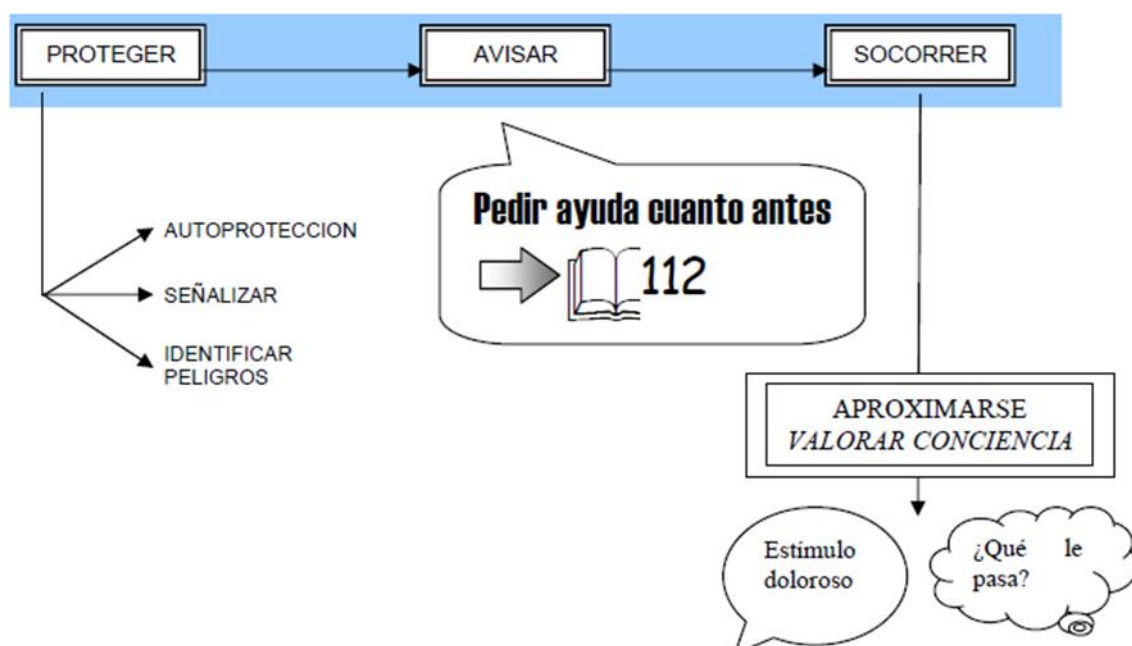 PROTEGER
AVISAR
SOCORRER
Pedir ayuda cuanto antes
112
AUTOPROTECCION
SEÑALIZAR
IDENTIFICAR
PELIGROS
APROXIMARSE
VALORAR CONCIENCIA
Estímulo
doloroso
¿Qué le
pasa?